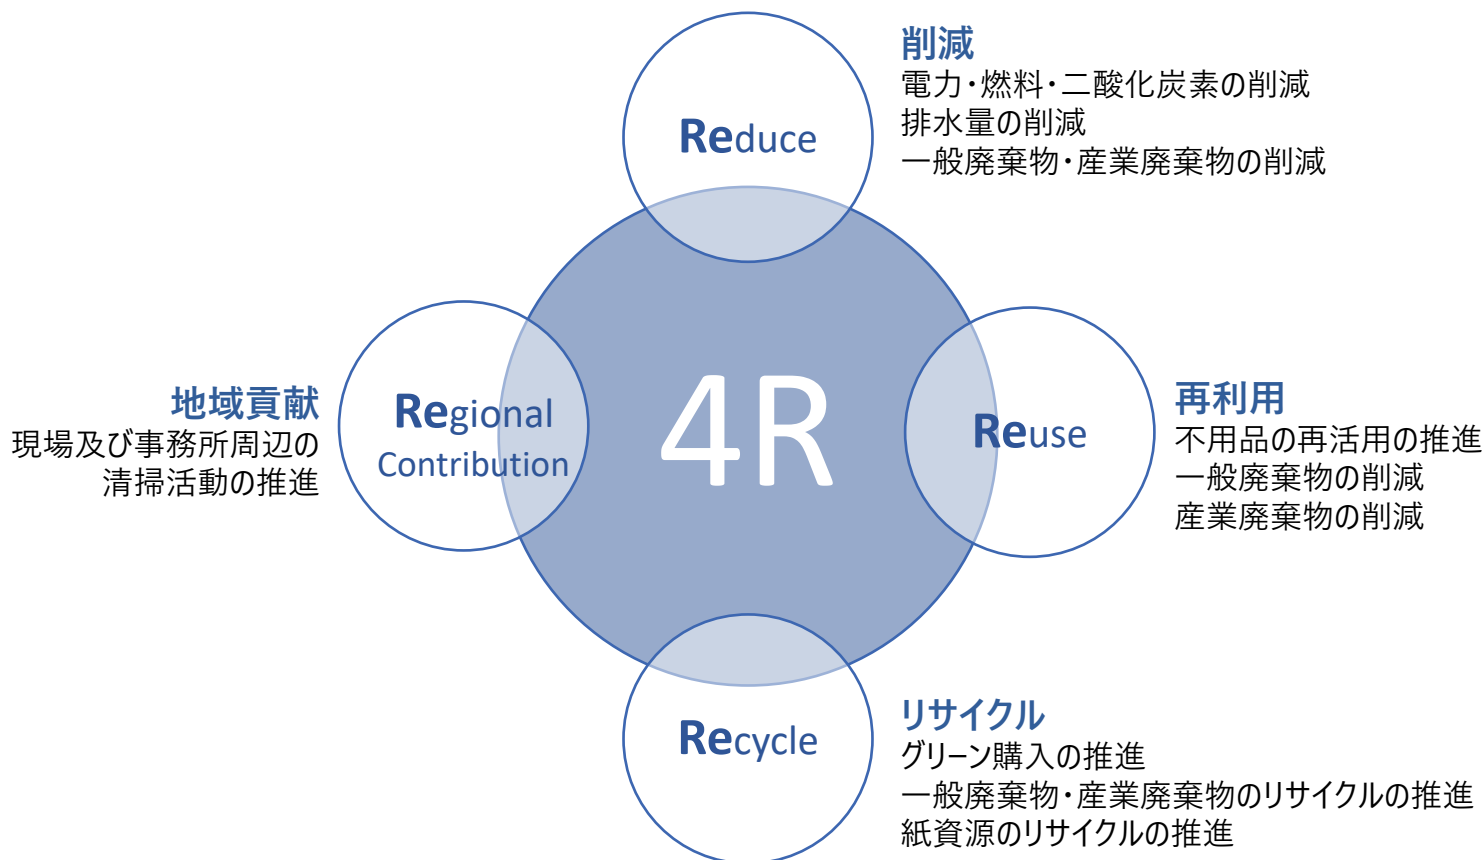 削減
電力・燃料・二酸化炭素の削減
排水量の削減
一般廃棄物・産業廃棄物の削減
Reduce
地域貢献
現場及び事務所周辺の
清掃活動の推進
Regional
Contribution
4R
Reuse
再利用
不用品の再活用の推進
一般廃棄物の削減
産業廃棄物の削減
Recycle
リサイクル
グリーン購入の推進
一般廃棄物・産業廃棄物のリサイクルの推進
紙資源のリサイクルの推進